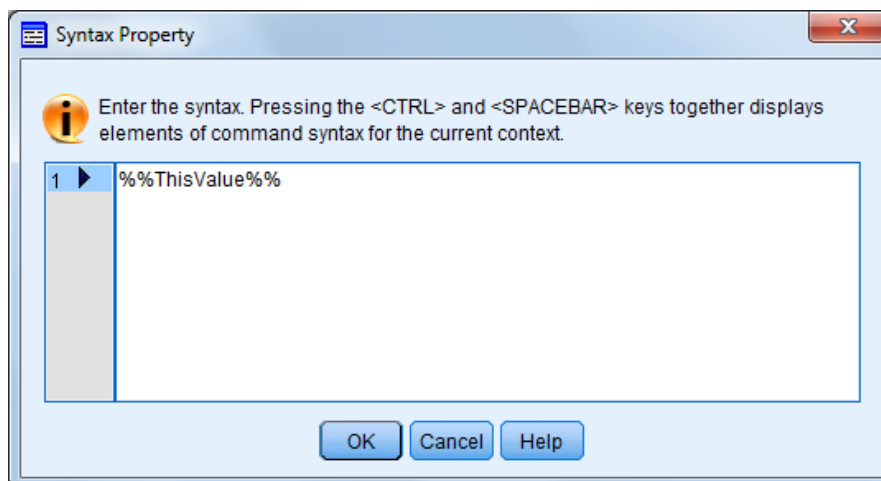 Syntax Property
Enter the syntax. Pressing the <CTRL> and <SPACEBAR> keys together displays
elements of command syntax for the current context.
1 %%ThisValue%%
OK Cancel Help